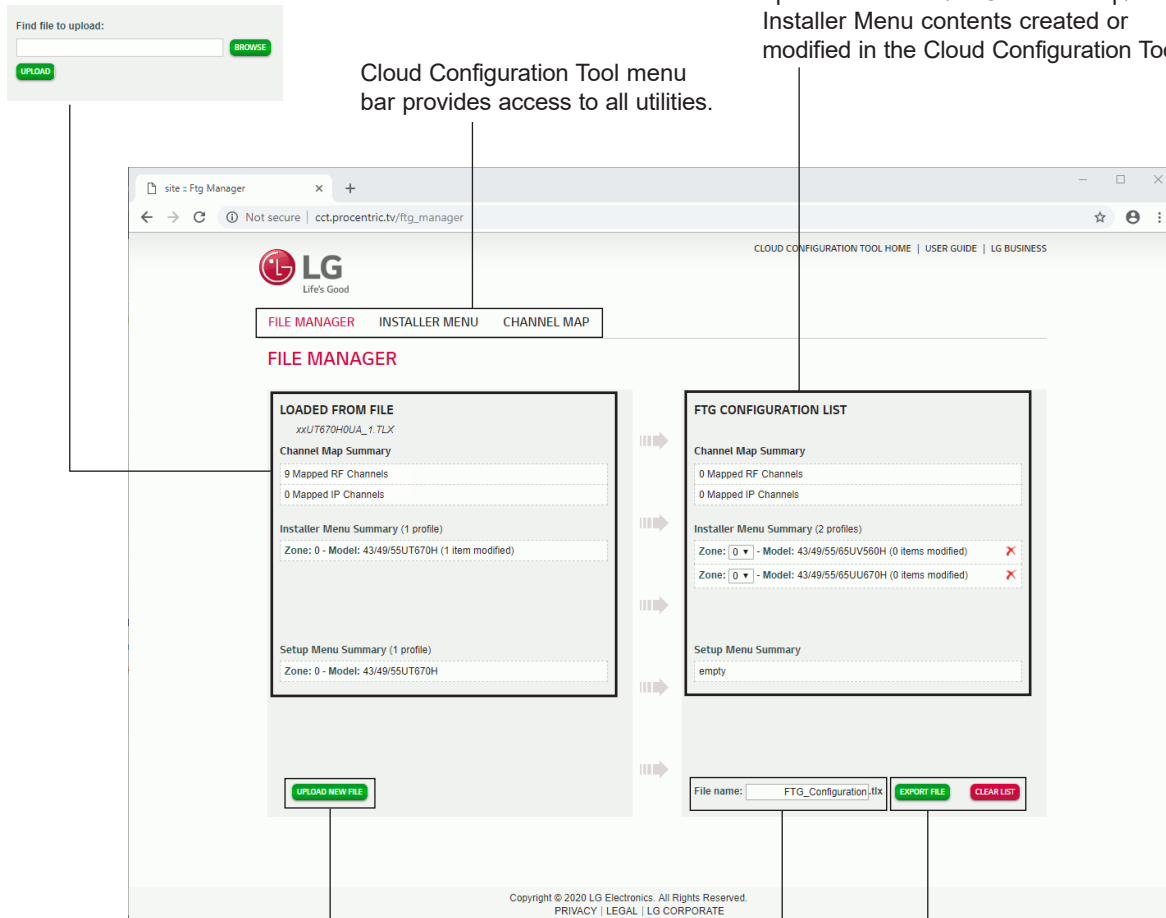 Find file to upload:
BROWSE
UPLOAD
Installer Menu contents created or
modified in the Cloud Configuration
Cloud Configuration Tool menu
bar provides access to all utilities.
site :: Ftg Manager
Not secure | cct.procentric.tv/ftg_manager
CLOUD CONFIGURATION TOOL HOME | USER GUIDE | LG BUSINESS
LG
Life's Good
FILE MANAGER INSTALLER MENU CHANNEL MAP
FILE MANAGER
LOADED FROM FILE
xxUT670H0UA_1.TLX
Channel Map Summary
9 Mapped RF Channels
0 Mapped IP Channels
Installer Menu Summary (1 profile)
Zone: 0 - Model: 43/49/55UT670H (1 item modified)
Setup Menu Summary (1 profile)
Zone: 0 - Model: 43/49/55UT670H
UPLOAD NEW FILE
FTG CONFIGURATION LIST
Channel Map Summary
0 Mapped RF Channels
0 Mapped IP Channels
Installer Menu Summary (2 profiles)
Zone: 0 - Model: 43/49/55/65UV560H (0 items modified)
Zone: 0 - Model: 43/49/55/65UU670H (0 items modified)
Setup Menu Summary
empty
File name: FTG_Configuration .tlx EXPORT FILE CLEAR LIST
Copyright © 2020 LG Electronics. All Rights Reserved.
PRIVACY | LEGAL | LG CORPORATE